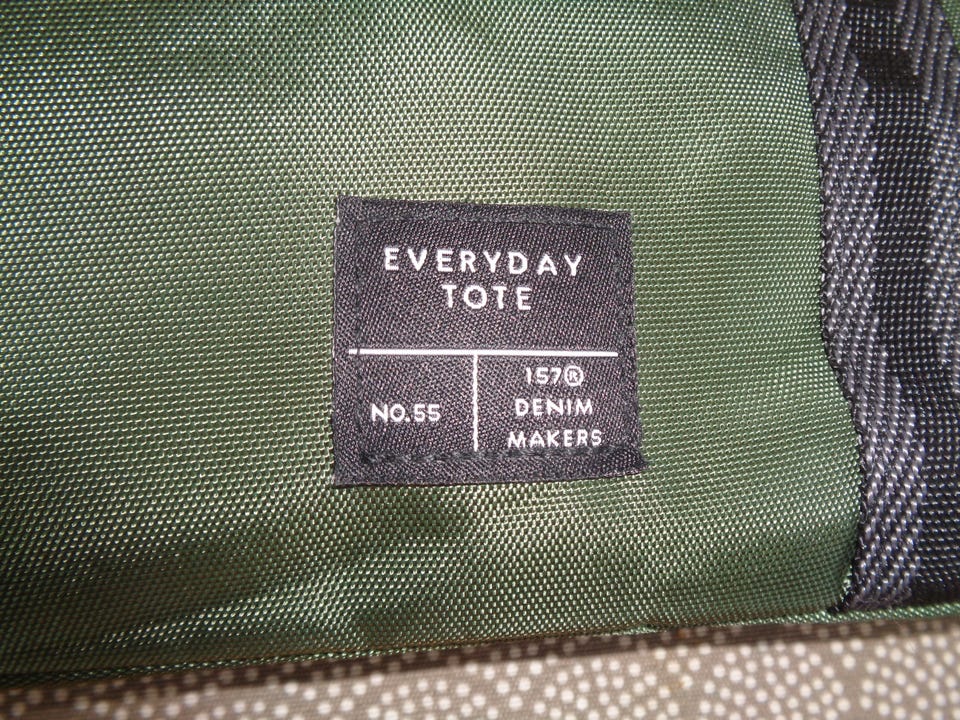 EVERYDAY
TOTE
NO.55
157®
DENIM
MAKERS